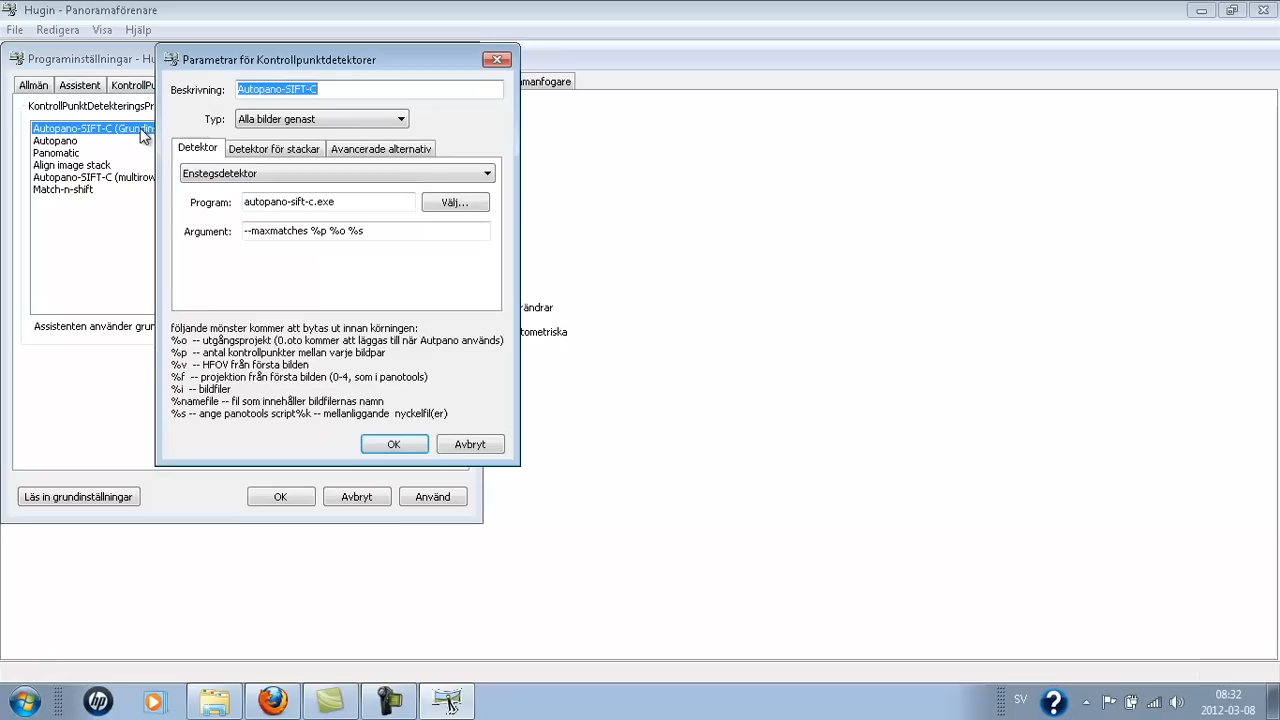 Hugin - Panoramaförenare
File Redigera Visa Hjälp
Programinställningar - Hu
Allmän Assistent KontrollPu
KontrollPunktDetekteringsPr
Autopano-SIFT-C (Grundin
Autopano
Panomatic
Align image stack
Autopano-SIFT-C (multirow
Match-n-shift
Assistenten använder grun
Läs in grundinställningar
OK
Avbryt
Använd
Parametrar för Kontrollpunktdetektorer
Beskrivning: Autopano-SIFT-C
Typ: Alla bilder genast
Detektor Detektor för stackar Avancerade alternativ
Enstegsdetektor
Program: autopano-sift-c.exe Välj...
Argument: --maxmatches %p %o %s
följande mönster kommer att bytas ut innan körningen:
%o -- utgångsprojekt (0.oto kommer att läggas till när Autpano används)
%p -- antal kontrollpunkter mellan varje bildpar
%v -- HFOV från första bilden
%f -- projektion från första bilden (0-4, som i panotools)
%i -- bildfiler
%namefile -- fil som innehåller bildfilernas namn
%s -- ange panotools script%k -- mellanliggande nyckelfil(er)
OK
Avbryt
manfogare
rändrar
tometriska
hp
SV
?
08:32
2012-03-08